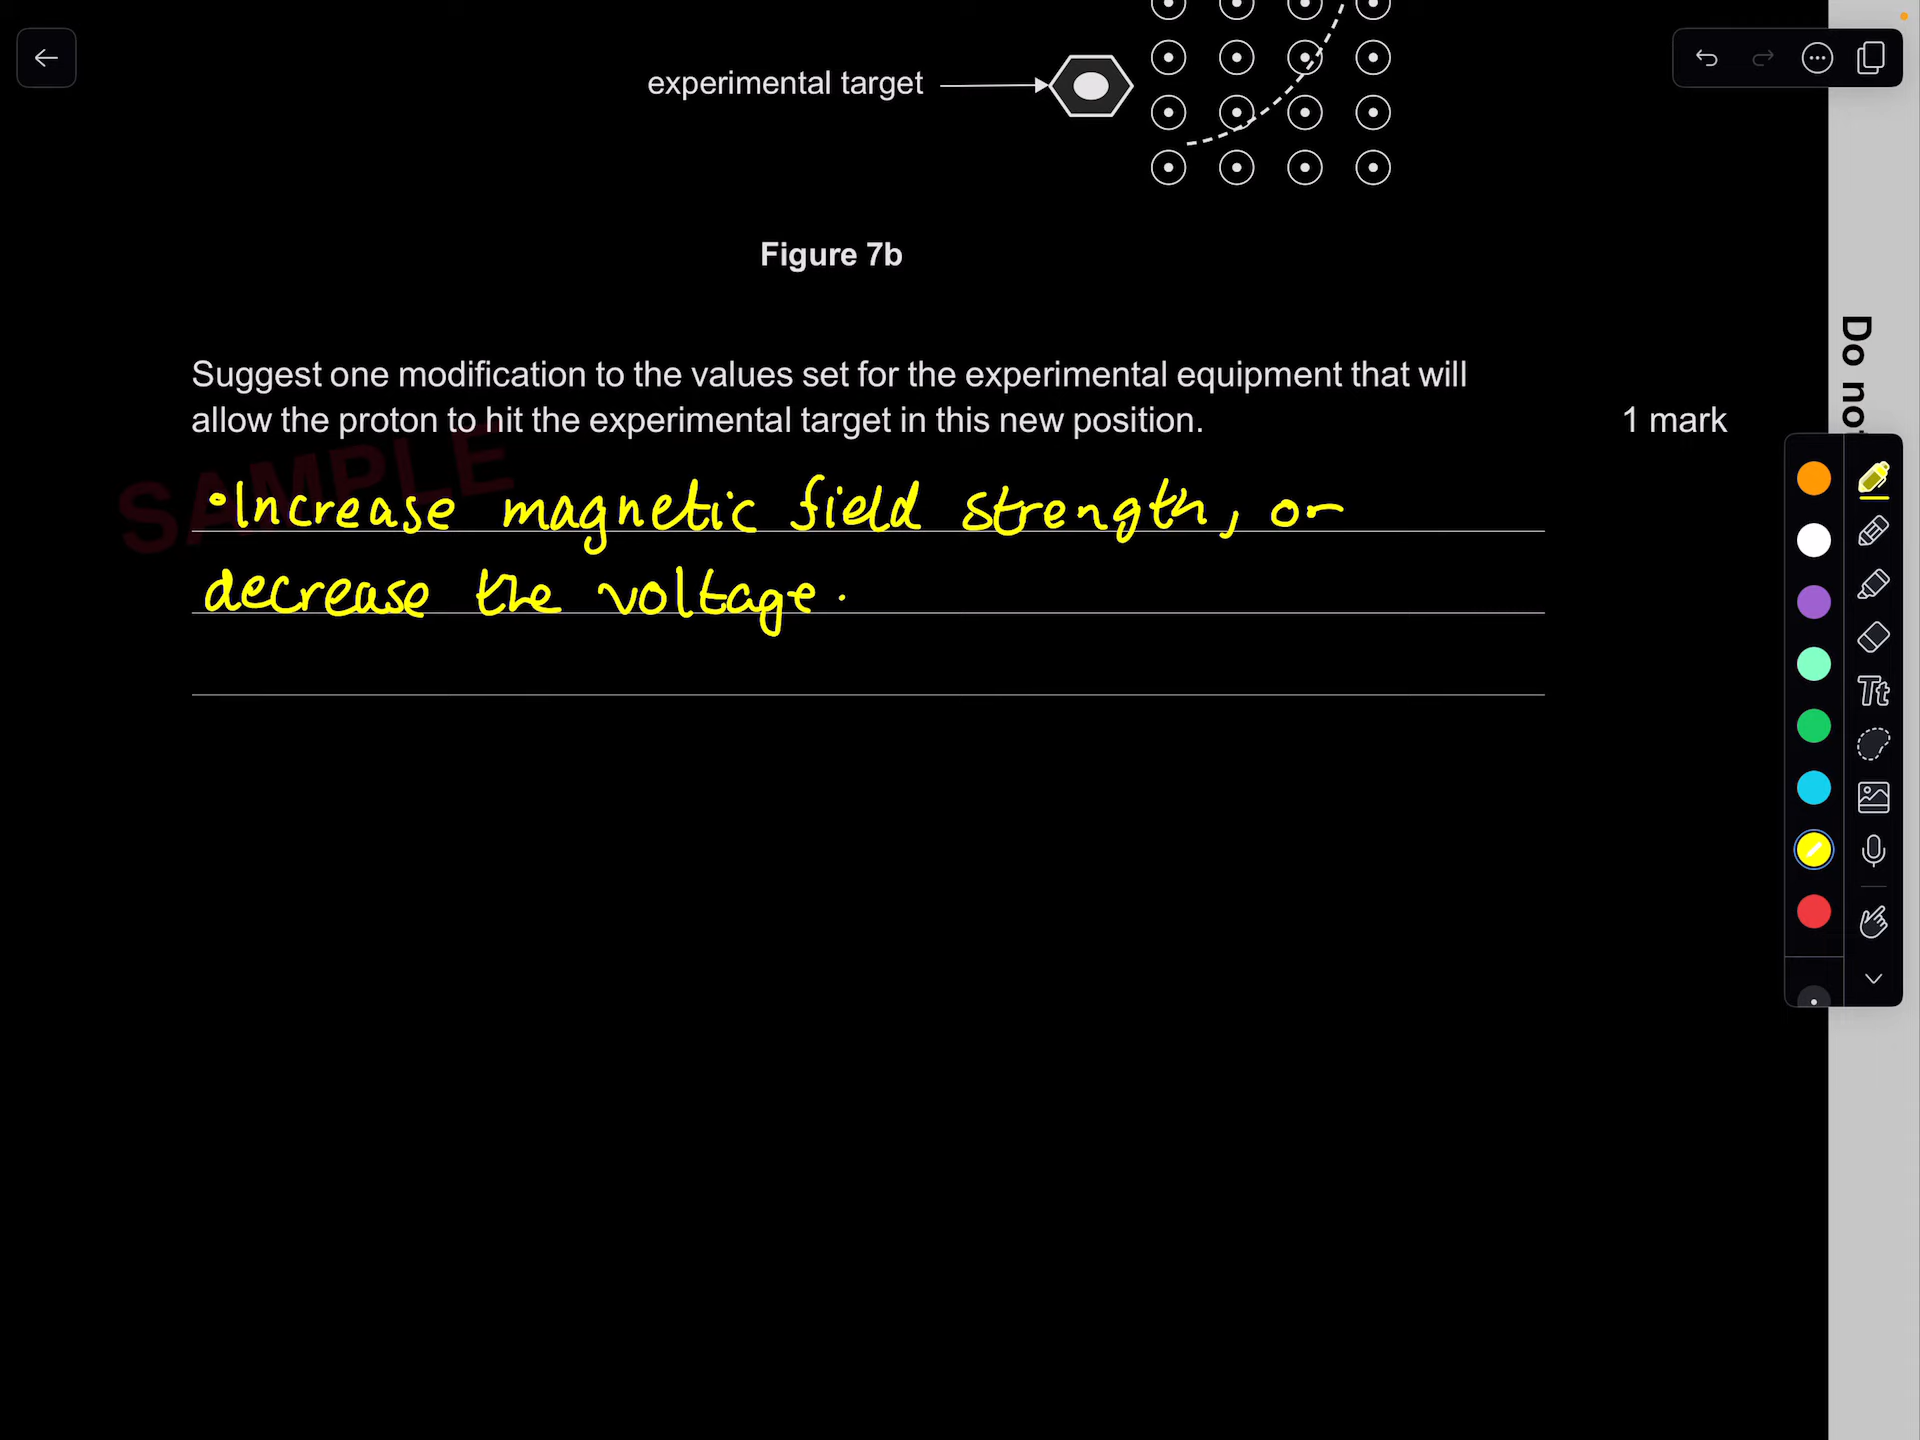 experimental target
Figure 7b
Do no
Suggest one modification to the values set for the experimental equipment that will
allow the proton to hit the experimental target in this new position.
1 mark
SAMPLE
•Increase magnetic field strength, or
decrease the voltage.
Tt